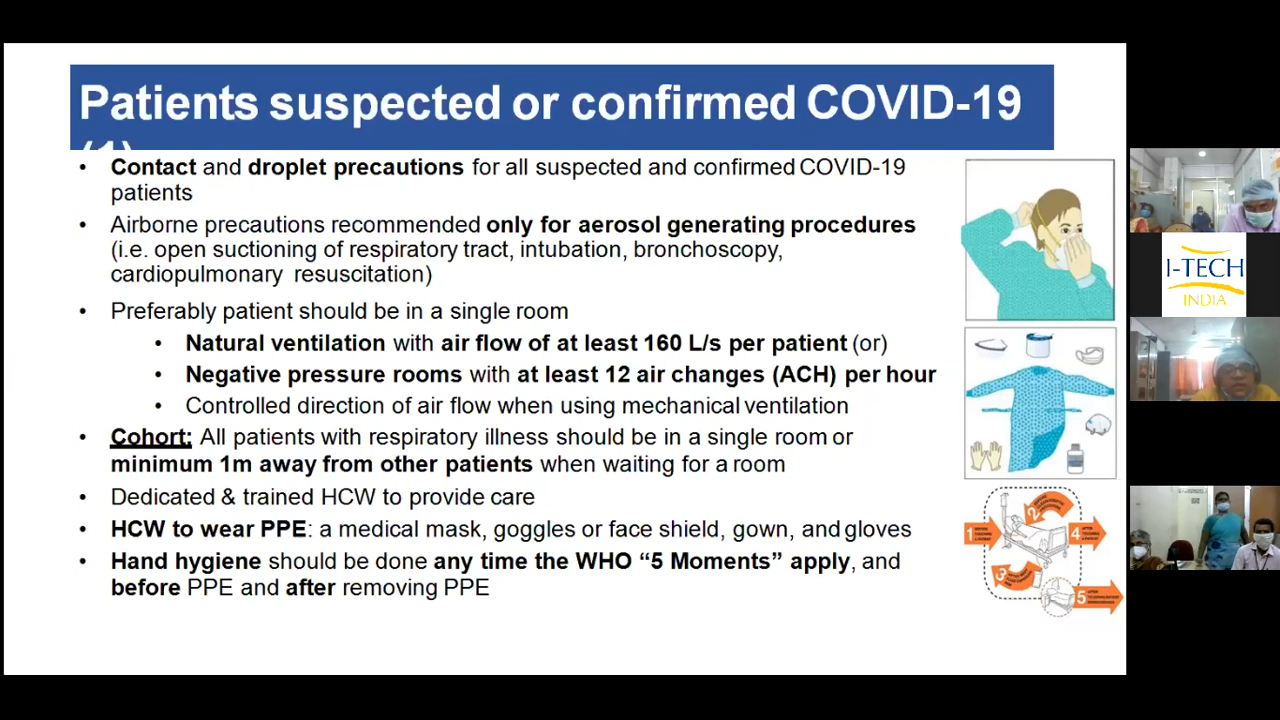 Patients suspected or confirmed COVID-19
(1)
• Contact and droplet precautions for all suspected and confirmed COVID-19
patients
• Airborne precautions recommended only for aerosol generating procedures
(i.e. open suctioning of respiratory tract, intubation, bronchoscopy,
cardiopulmonary resuscitation)
• Preferably patient should be in a single room
• Natural ventilation with air flow of at least 160 L/s per patient (or)
• Negative pressure rooms with at least 12 air changes (ACH) per hour
• Controlled direction of air flow when using mechanical ventilation
• Cohort: All patients with respiratory illness should be in a single room or
minimum 1m away from other patients when waiting for a room
• Dedicated & trained HCW to provide care
• HCW to wear PPE: a medical mask, goggles or face shield, gown, and gloves
• Hand hygiene should be done any time the WHO “5 Moments” apply, and
before PPE and after removing PPE
I-TECH
INDIA
1
2
3
4
5